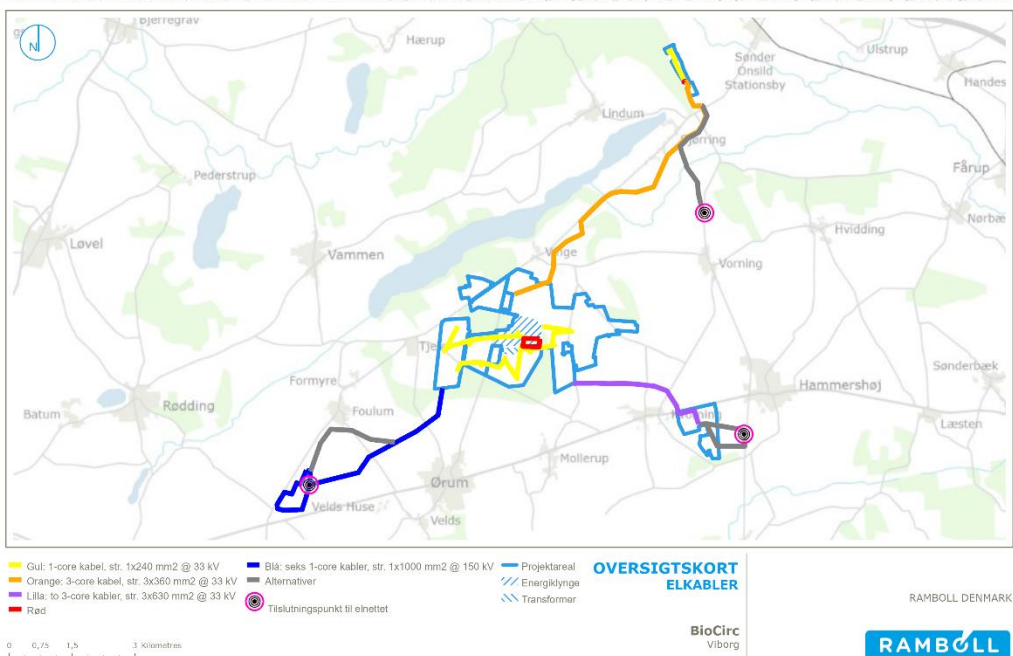 Bjerregrav
Hærup
Ulstrup
Sønder
Onsild
Stationsby
Handes
N
Lindum
Fårup
Pederstrup
Nørbæ
Hvidding
Løvel
Vammen
Vinge
Vorning
Tje
Formyre
Hammershøj
Sønderbæk
Rødding
Foulum
Batum
Læsten
Mollerup
Ørum
Velds Huse
Velds
Gul: 1-core kabel, str. 1x240 mm2 @ 33 kV
Orange: 3-core kabel, str. 3x360 mm2 @ 33 kV
Lilla: to 3-core kabler, str. 3x630 mm2 @ 33 kV
Rød
Blå: seks 1-core kabler, str. 1x1000 mm2 @ 150 kV
Alternativer
Tilslutningspunkt til elnettet
Projektareal
Energiklynge
Transformer
OVERSIGTSKORT
ELKABLER
RAMBOLL DENMARK
BioCirc
Viborg
0 0,75 1,5 3 Kilometres
RAMBOLL